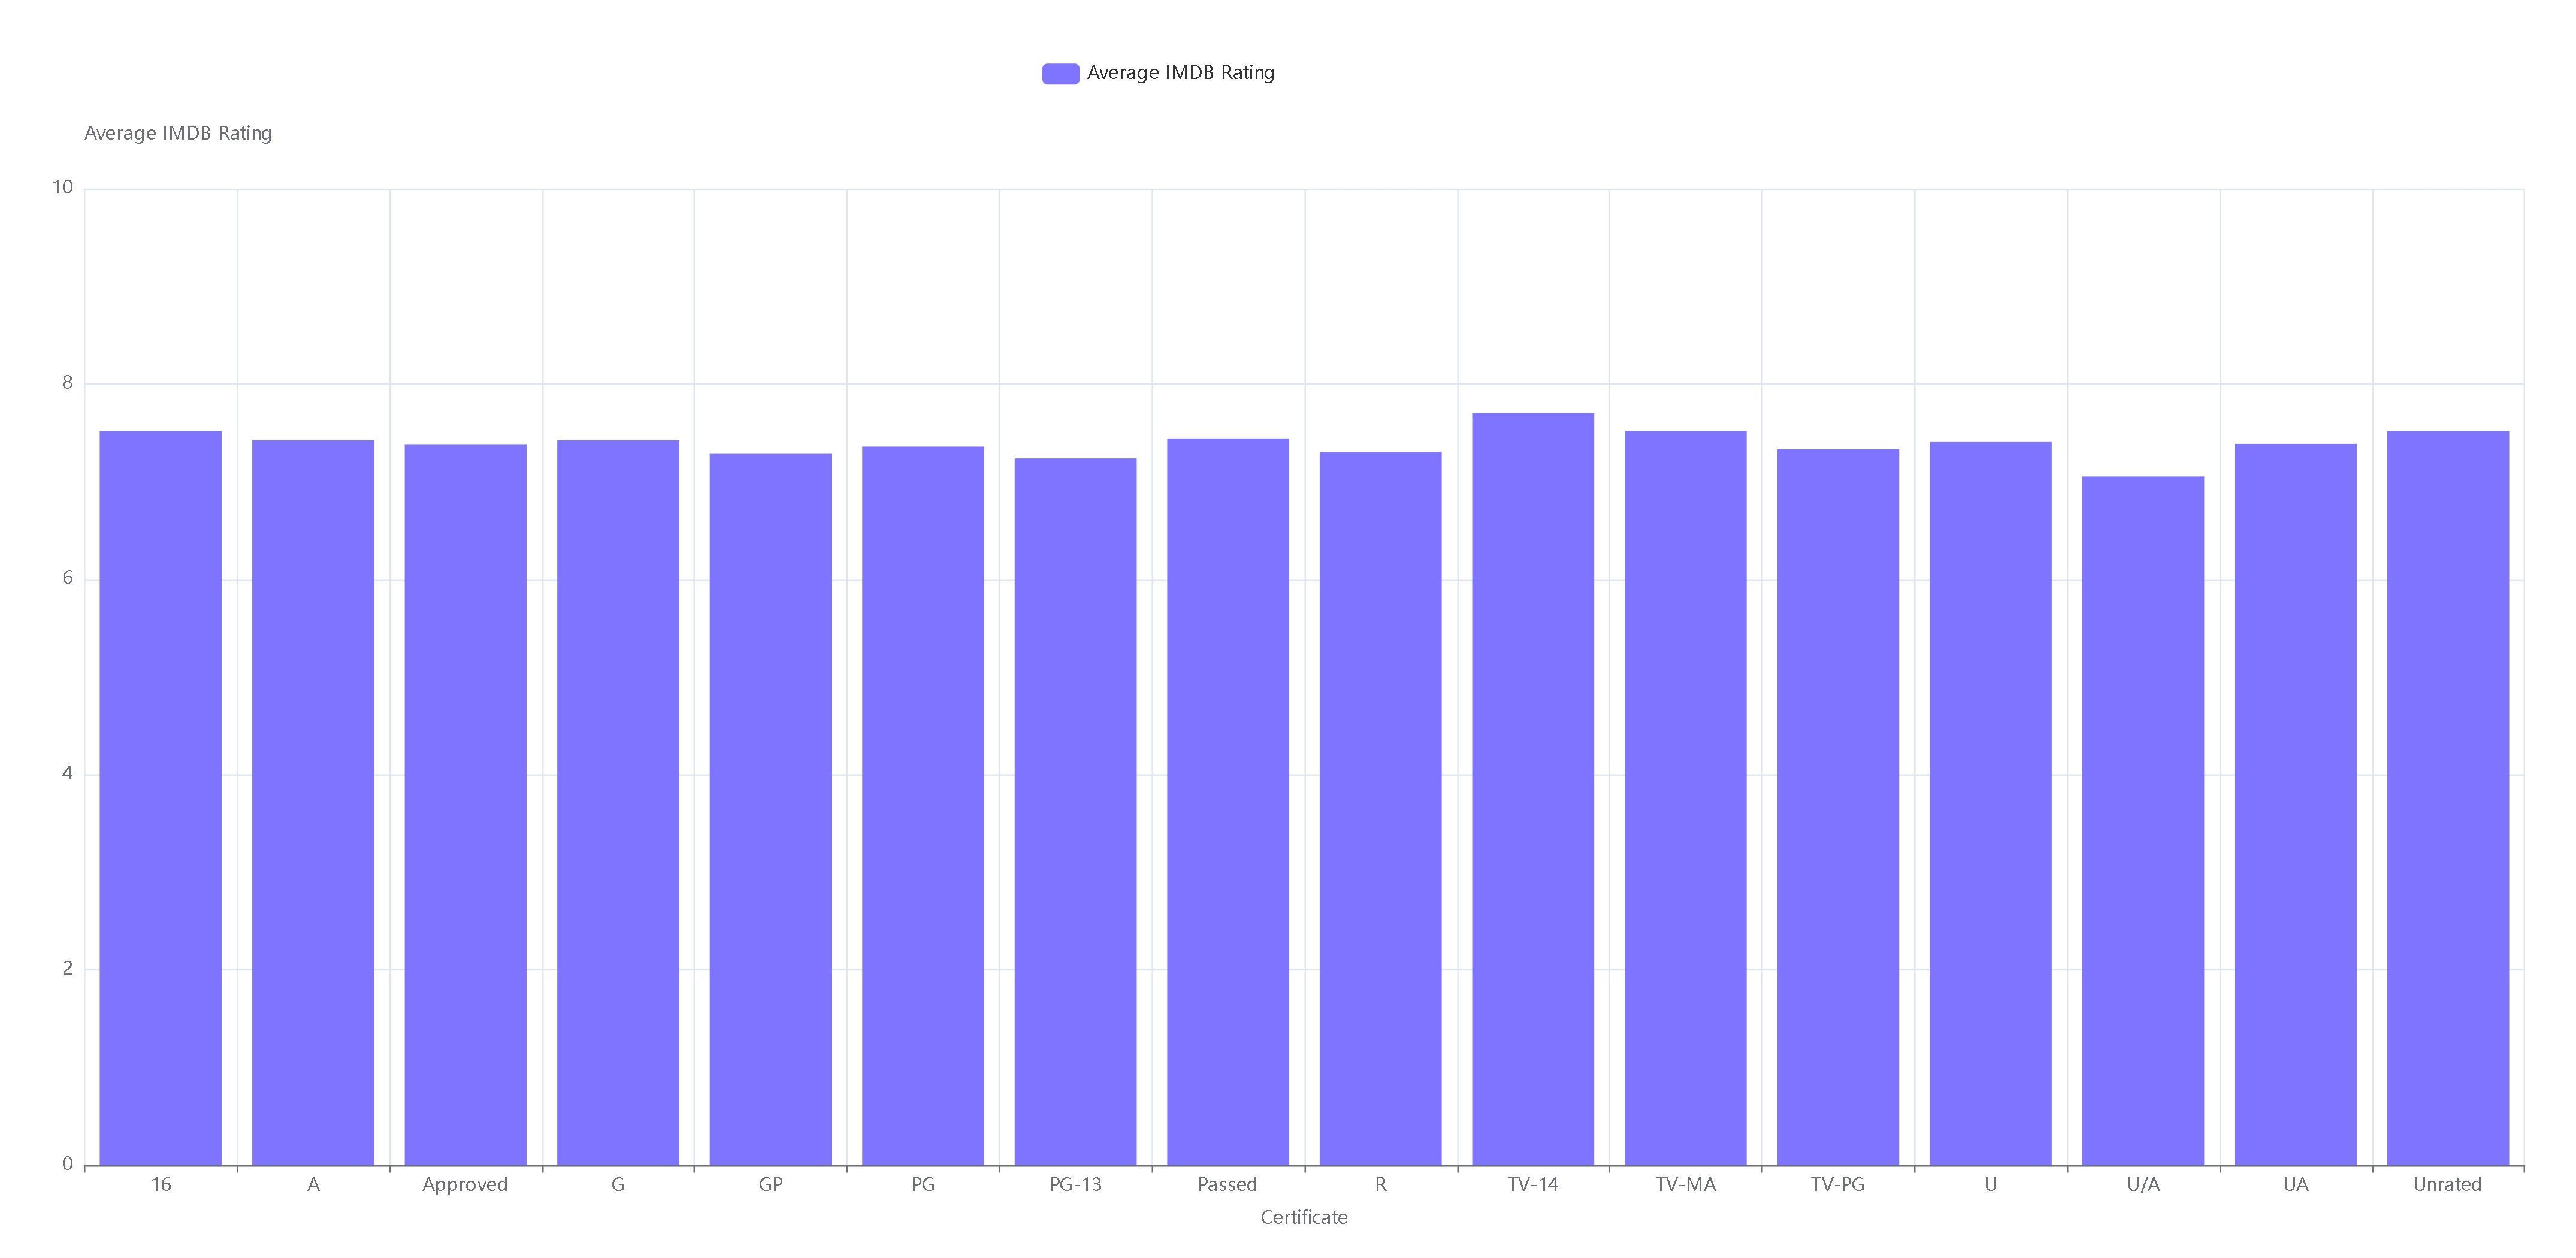 Average IMDB Rating
Average IMDB Rating
10
8
6
4
2
0
16 A Approved G GP PG PG-13 Passed R TV-14 TV-MA TV-PG U U/A UA Unrated
Certificate